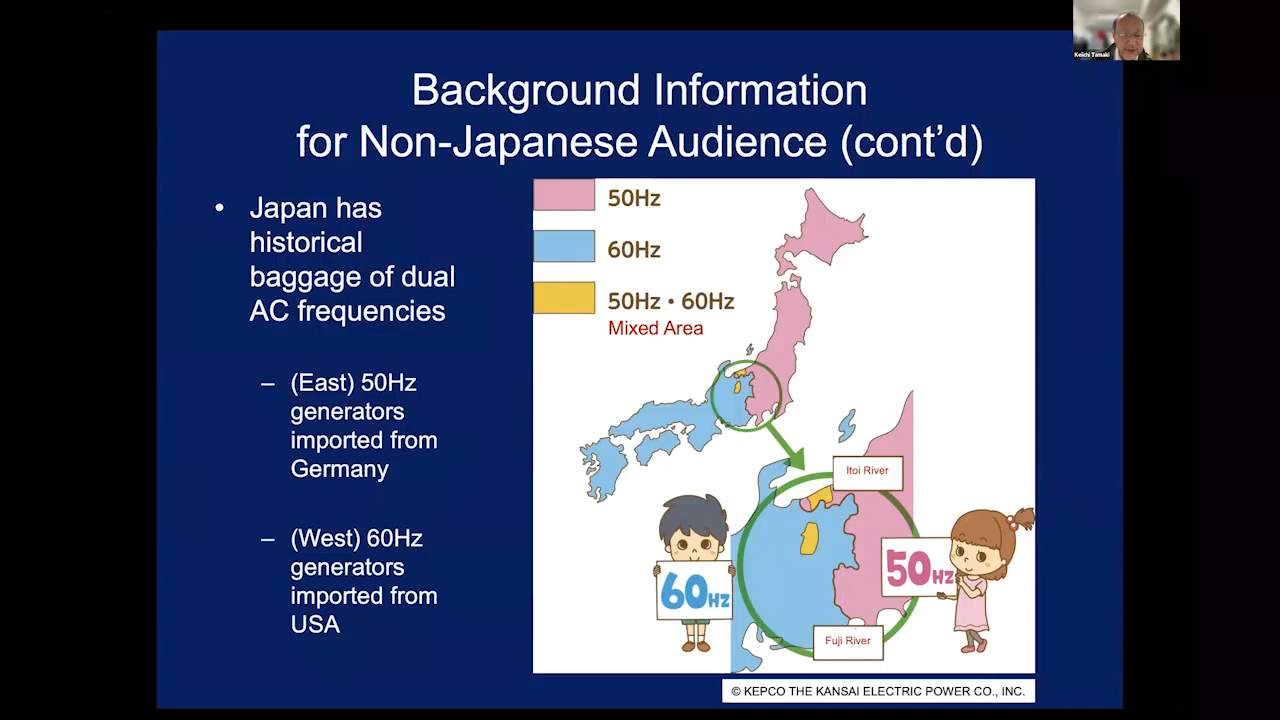 Keiichi Tamaki
Background Information
for Non-Japanese Audience (cont'd)
• Japan has
historical
baggage of dual
AC frequencies
– (East) 50Hz
generators
imported from
Germany
– (West) 60Hz
generators
imported from
USA
50Hz
60Hz
50Hz・60Hz
Mixed Area
Itoi River
60Hz
50Hz
Fuji River
© KEPCO THE KANSAI ELECTRIC POWER CO., INC.